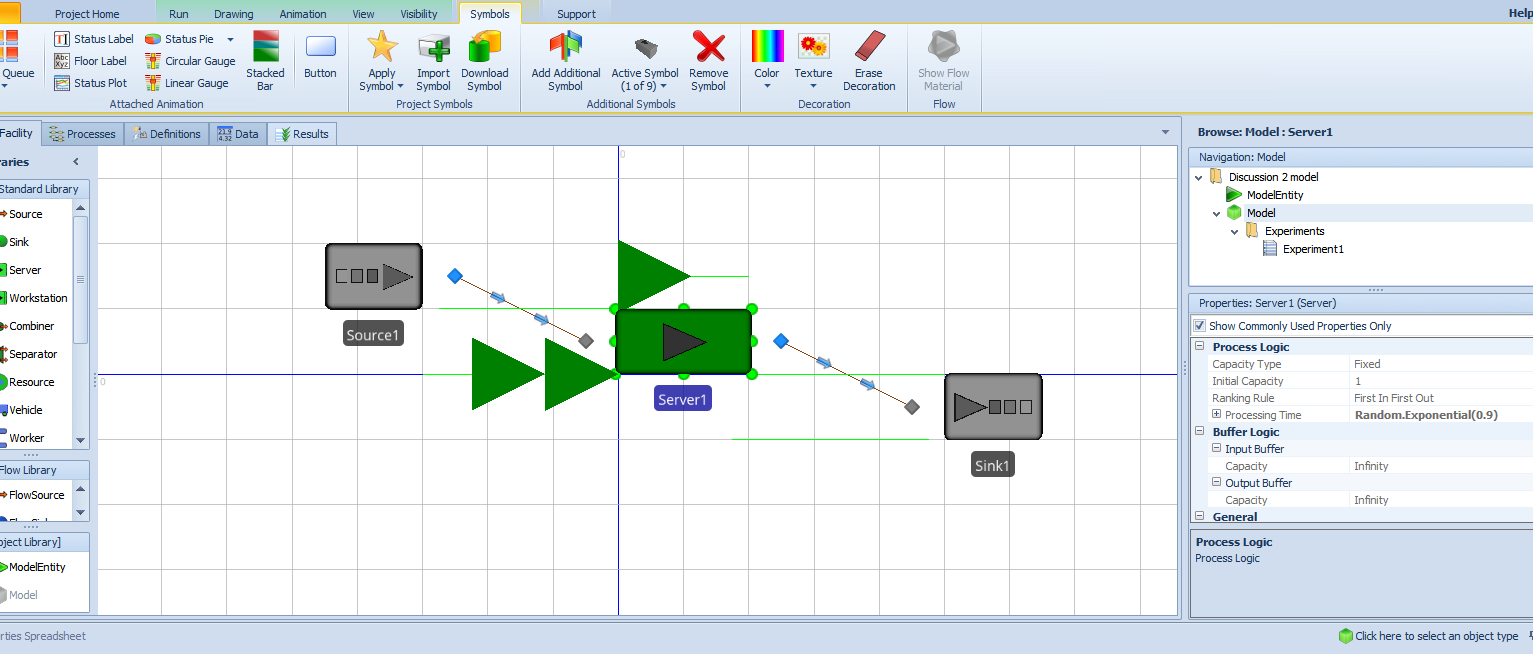 Project Home Run Drawing Animation View Visibility Symbols Support Help
Queue
Status Label
Floor Label
Status Plot
Status Pie
Circular Gauge
Linear Gauge
Stacked Bar
Button
Attached Animation
Apply Symbol
Import Symbol
Download Symbol
Project Symbols
Add Additional Symbol
Active Symbol (1 of 9)
Remove Symbol
Additional Symbols
Color
Texture
Erase Decoration
Decoration
Show Flow Material
Flow
Facility Processes Definitions Data Results
raries
Standard Library
Source
Sink
Server
Workstation
Combiner
Separator
Resource
Vehicle
Worker
Flow Library
FlowSource
oject Library]
ModelEntity
Model
0
0
Source1
Server1
Sink1
Browse: Model : Server1
Navigation: Model
Discussion 2 model
ModelEntity
Model
Experiments
Experiment1
Properties: Server1 (Server)
Show Commonly Used Properties Only
Process Logic
Capacity Type Fixed
Initial Capacity 1
Ranking Rule First In First Out
Processing Time Random.Exponential(0.9)
Buffer Logic
Input Buffer
Capacity Infinity
Output Buffer
Capacity Infinity
General
Process Logic
Process Logic
rties Spreadsheet
Click here to select an object type